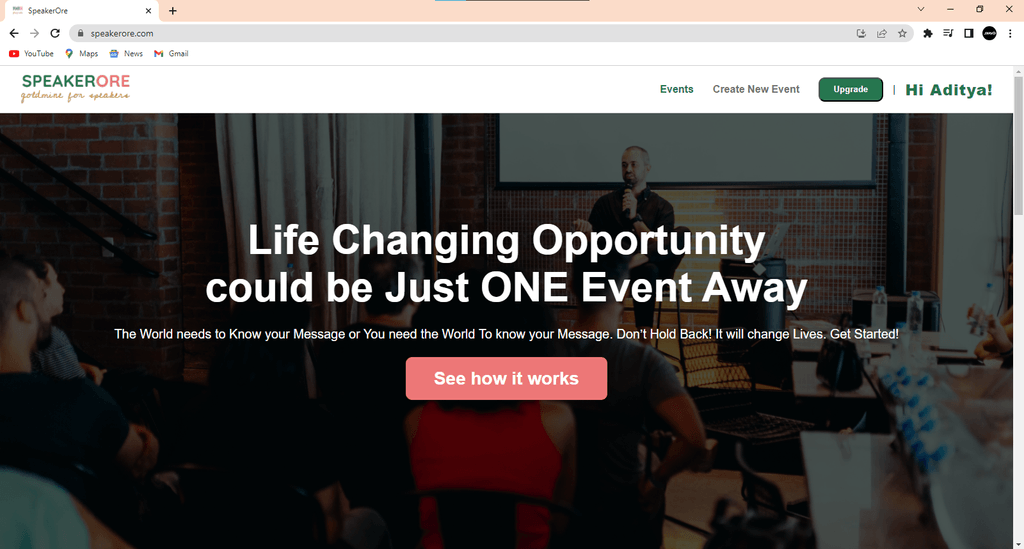 SpeakerOre
speakerore.com
YouTube Maps News Gmail
SPEAKERORE
goldmine for speakers
Events Create New Event Upgrade | Hi Aditya!
Life Changing Opportunity
could be Just ONE Event Away
The World needs to Know your Message or You need the World To know your Message. Don't Hold Back! It will change Lives. Get Started!
See how it works